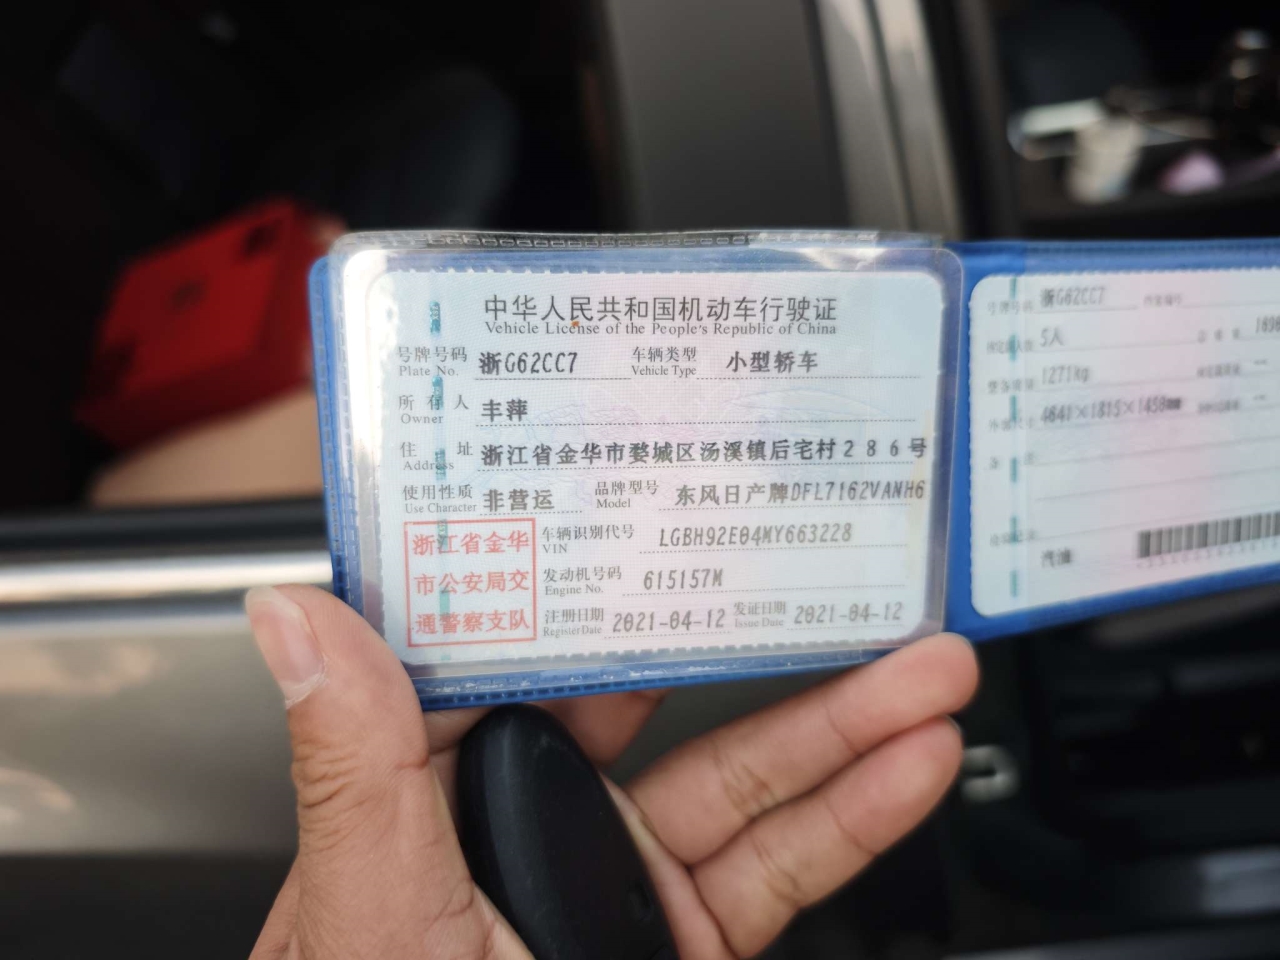 中华人民共和国机动车行驶证
Vehicle License of the People's Republic of China
号牌号码 浙G62CC7 车辆类型 小型轿车
Plate No. Vehicle Type
所有人 丰萍
Owner
住址 浙江省金华市婺城区汤溪镇后宅村286号
Address
使用性质 非营运 品牌型号 东风日产牌DFL7162VANH6
Use Character Model
浙江省金华
市公安局交
通警察支队
车辆识别代号 LGBH92E04MY663228
VIN
发动机号码 615157M
Engine No.
注册日期 2021-04-12 发证日期 2021-04-12
Register Date Issue Date
号牌号码 浙G62CC7
5人
1271kg
4641×1815×1450mm
汽油